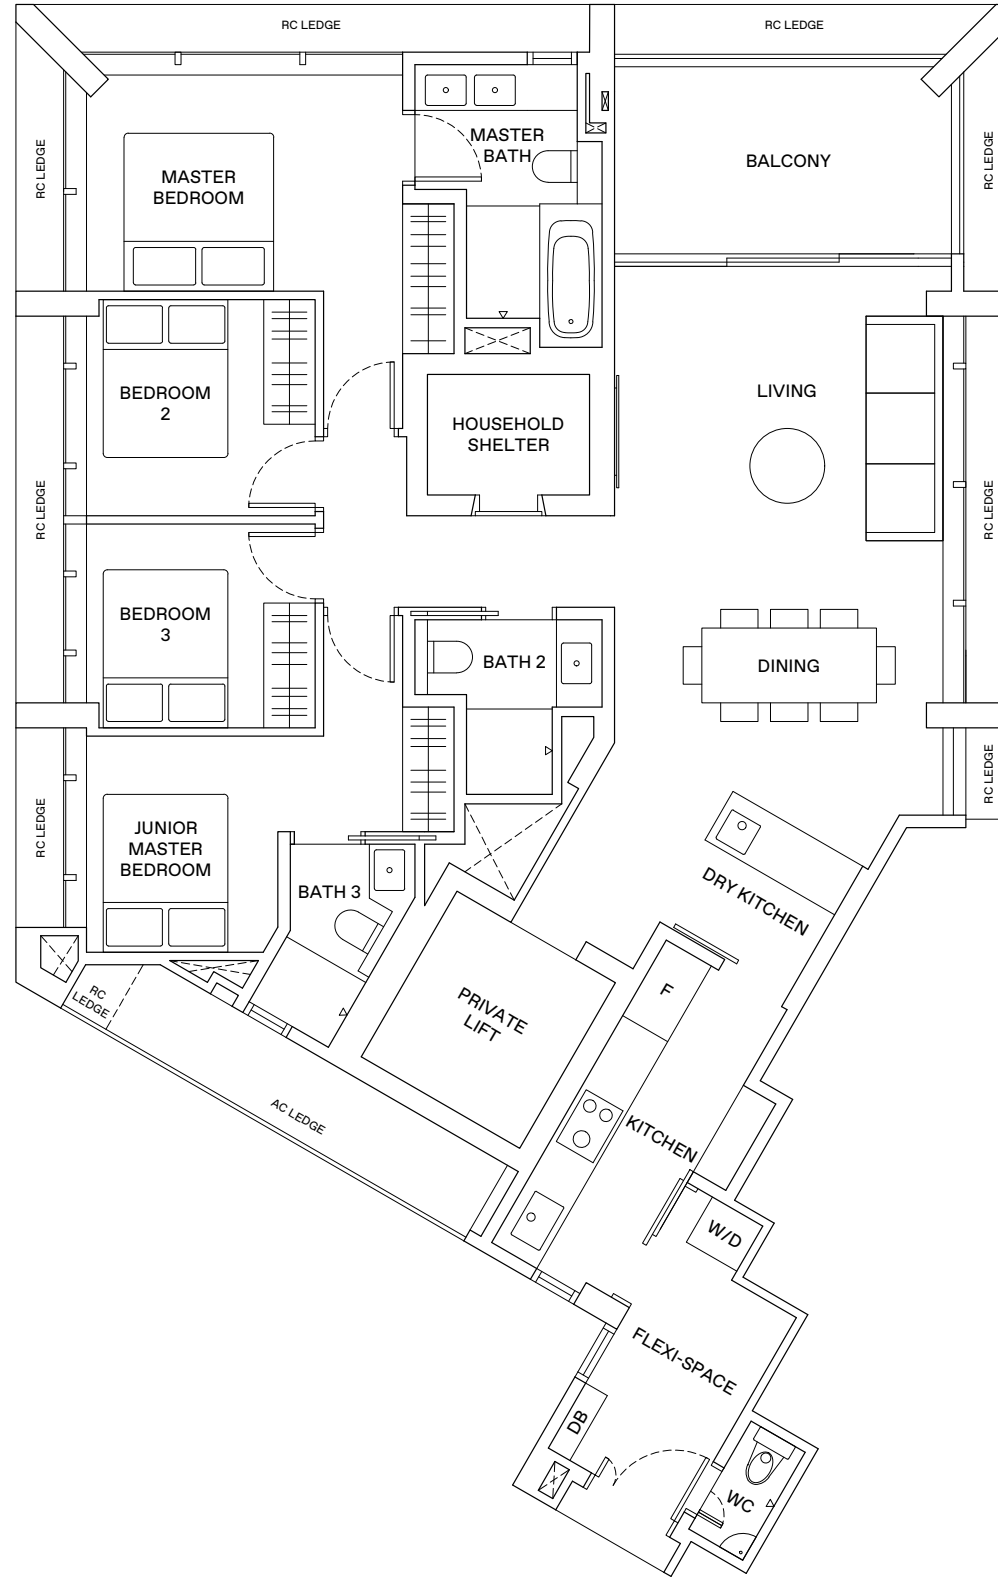 RC LEDGE
RC LEDGE
RC LEDGE
MASTER
BEDROOM
MASTER
BATH
BALCONY
RC LEDGE
BEDROOM
2
HOUSEHOLD
SHELTER
LIVING
RC LEDGE
RC LEDGE
BEDROOM
3
BATH 2
DINING
RC LEDGE
RC LEDGE
JUNIOR
MASTER
BEDROOM
BATH 3
DRY KITCHEN
RC
LEDGE
PRIVATE
LIFT
F
AC LEDGE
KITCHEN
W/D
FLEXI-SPACE
DB
WC